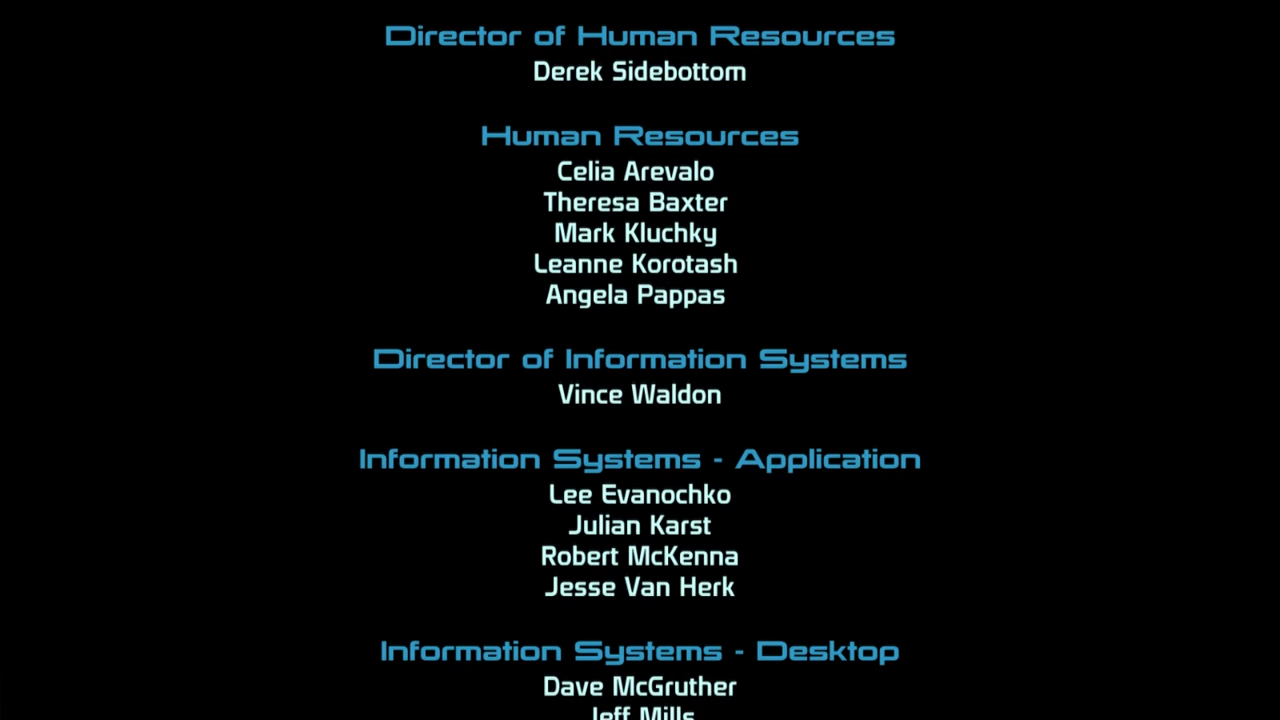 Director of Human Resources
Derek Sidebottom
Human Resources
Celia Arevalo
Theresa Baxter
Mark Kluchky
Leanne Korotash
Angela Pappas
Director of Information Systems
Vince Waldon
Information Systems - Application
Lee Evanochko
Julian Karst
Robert McKenna
Jesse Van Herk
Information Systems - Desktop
Dave McGruther
Jeff Mills